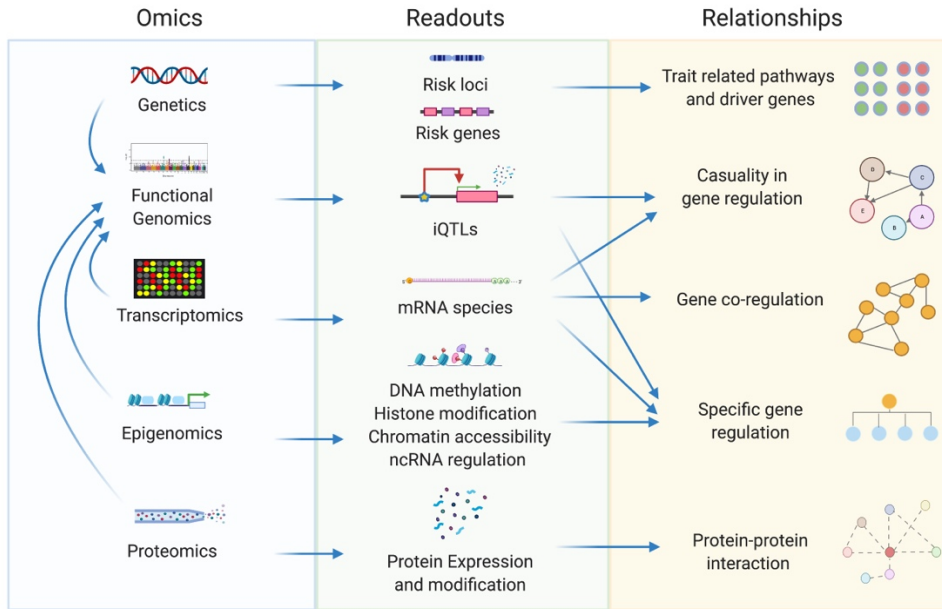 Omics
Readouts
Relationships
Genetics
Functional
Genomics
Transcriptomics
Epigenomics
Proteomics
Risk loci
Risk genes
iQTLs
mRNA species
DNA methylation
Histone modification
Chromatin accessibility
ncRNA regulation
Protein Expression
and modification
Trait related pathways
and driver genes
Casuality in
gene regulation
D
C
E
B
A
Gene co-regulation
Specific gene
regulation
Protein-protein
interaction